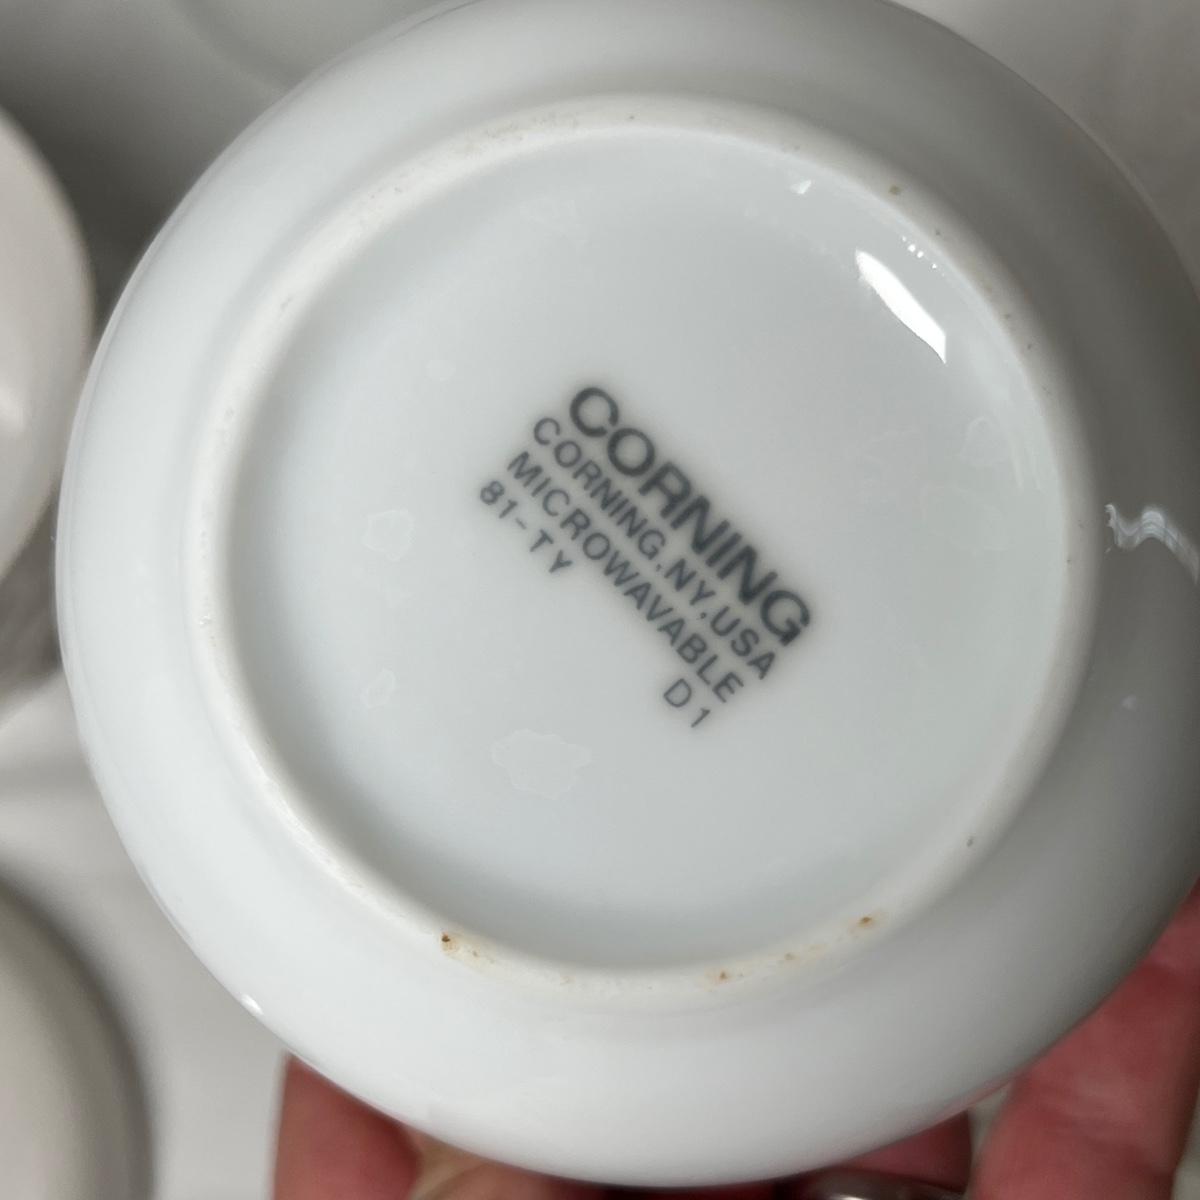 CORNING
CORNING, NY, USA
MICROWAVABLE
81-TY D1